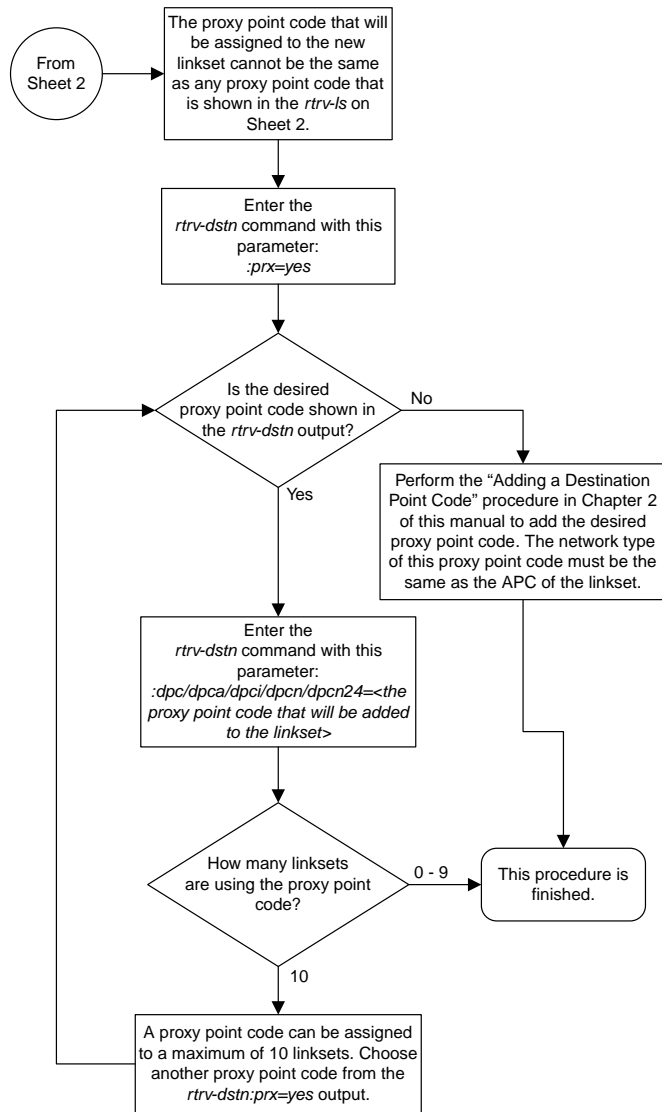 From
Sheet 2
The proxy point code that will
be assigned to the new
linkset cannot be the same
as any proxy point code that
is shown in the rtrv-ls on
Sheet 2.
Enter the
rtrv-dstn command with this
parameter:
:prx=yes
Is the desired
proxy point code shown in
the rtrv-dstn output?
No
Yes
Perform the “Adding a Destination
Point Code” procedure in Chapter 2
of this manual to add the desired
proxy point code. The network type
of this proxy point code must be the
same as the APC of the linkset.
Enter the
rtrv-dstn command with this
parameter:
:dpc/dpca/dpci/dpcn/dpcn24=<the
proxy point code that will be added
to the linkset>
How many linksets
are using the proxy point
code?
0 - 9
This procedure is
finished.
10
A proxy point code can be assigned
to a maximum of 10 linksets. Choose
another proxy point code from the
rtrv-dstn:prx=yes output.